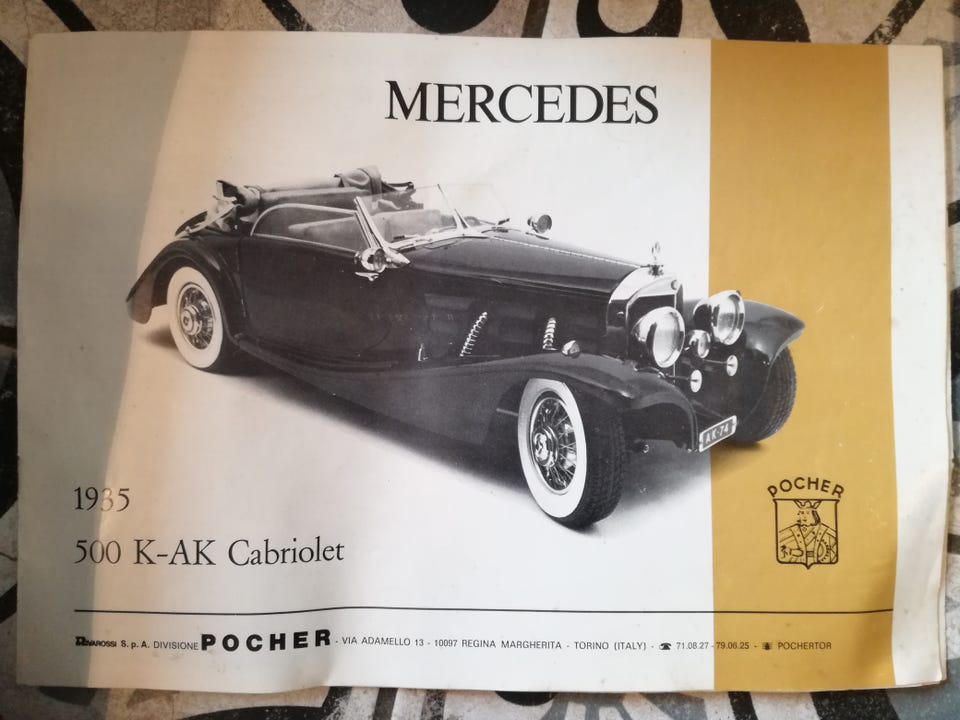 MERCEDES
AK-74
1935
500 K-AK Cabriolet
POCHER
RIVAROSSI S.p.A. DIVISIONE POCHER - VIA ADAMELLO 13 - 10097 REGINA MARGHERITA - TORINO (ITALY) - ☎ 71.08.27 - 79.06.25 - POCHERTOR